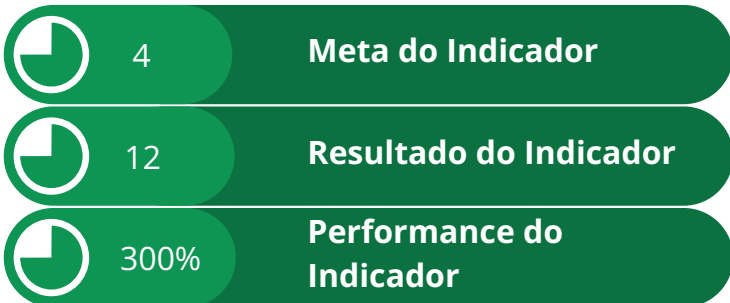 4 Meta do Indicador
12 Resultado do Indicador
300% Performance do
Indicador